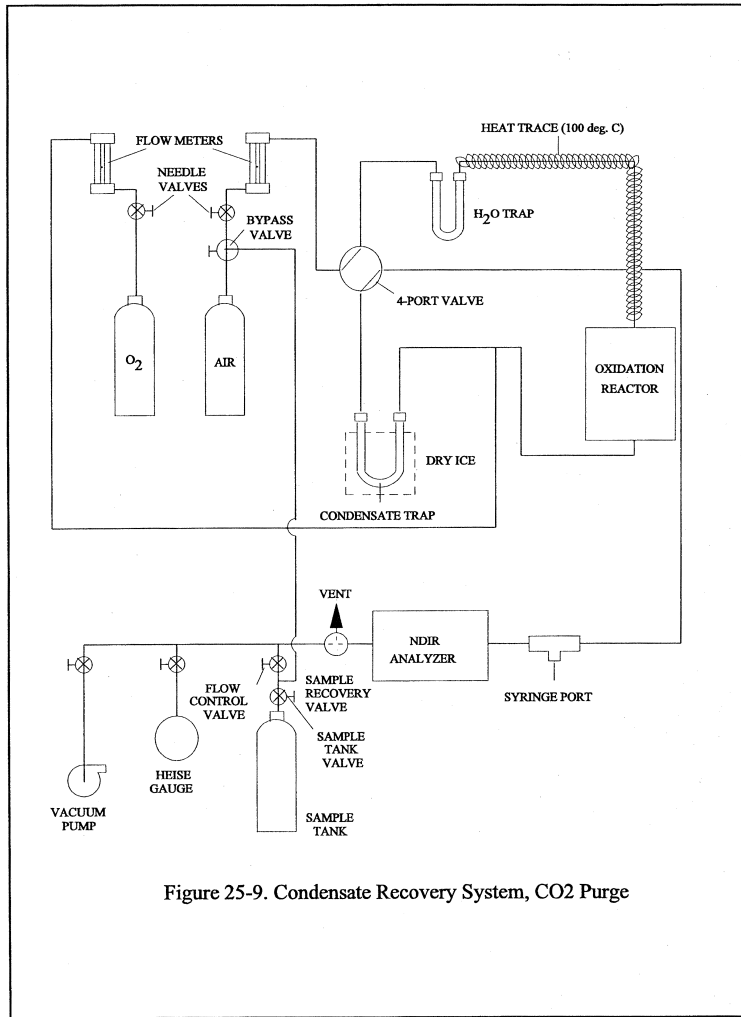 HEAT TRACE (100 deg. C)
FLOW METERS
NEEDLE
VALVES
H2O TRAP
BYPASS
VALVE
4-PORT VALVE
O2
AIR
OXIDATION
REACTOR
DRY ICE
CONDENSATE TRAP
VENT
NDIR
ANALYZER
SAMPLE
RECOVERY
VALVE
FLOW
CONTROL
VALVE
SYRINGE PORT
SAMPLE
TANK
VALVE
HEISE
GAUGE
VACUUM
PUMP
SAMPLE
TANK
Figure 25-9. Condensate Recovery System, CO2 Purge